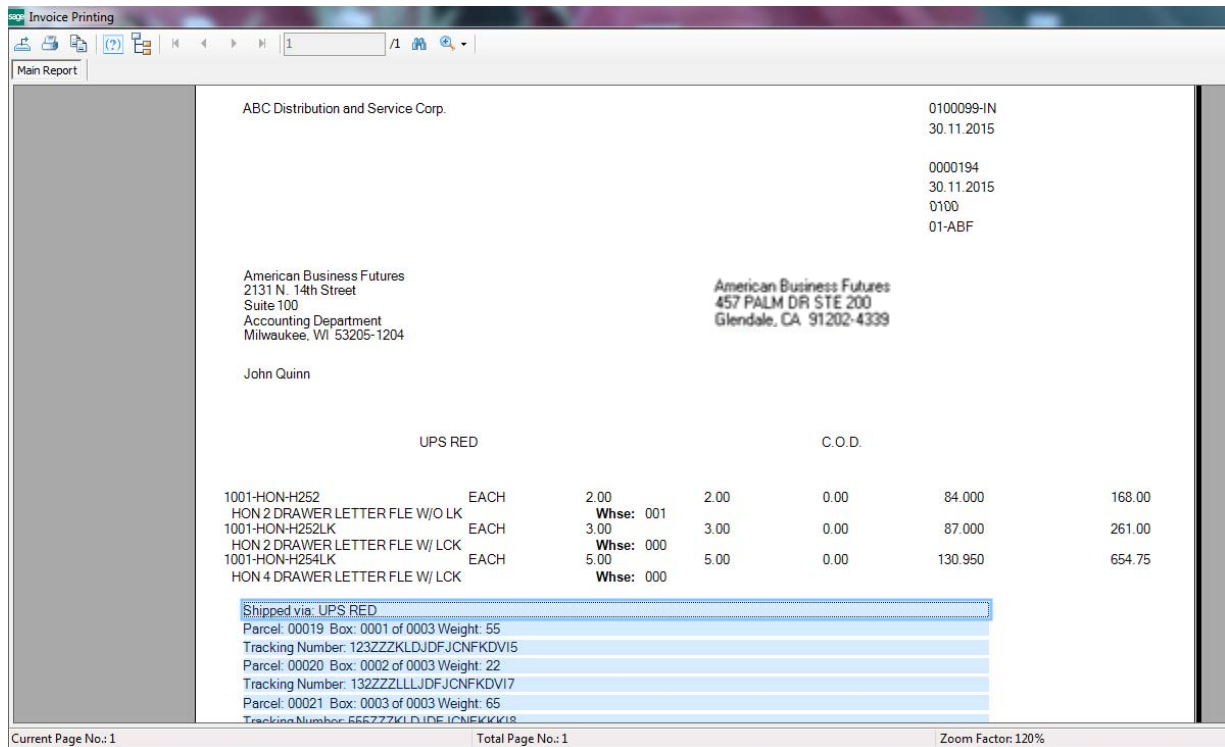 sage Invoice Printing
1 /1
Main Report
ABC Distribution and Service Corp.
0100099-IN
30.11.2015
0000194
30.11.2015
0100
01-ABF
American Business Futures
2131 N. 14th Street
Suite 100
Accounting Department
Milwaukee, WI 53205-1204
American Business Futures
457 PALM DR STE 200
Glendale, CA 91202-4339
John Quinn
UPS RED C.O.D.
1001-HON-H252 EACH 2.00 2.00 0.00 84.000 168.00
HON 2 DRAWER LETTER FLE W/O LK Whse: 001
1001-HON-H252LK EACH 3.00 3.00 0.00 87.000 261.00
HON 2 DRAWER LETTER FLE W/ LCK Whse: 000
1001-HON-H254LK EACH 5.00 5.00 0.00 130.950 654.75
HON 4 DRAWER LETTER FLE W/ LCK Whse: 000
Shipped via: UPS RED
Parcel: 00019 Box: 0001 of 0003 Weight: 55
Tracking Number: 123ZZZKLDJDFJCNFKDVI5
Parcel: 00020 Box: 0002 of 0003 Weight: 22
Tracking Number: 132ZZZLLLJDFJCNFKDVI7
Parcel: 00021 Box: 0003 of 0003 Weight: 65
Tracking Number: 555ZZZKLDJDFJCNFKKKI8
Current Page No.: 1 Total Page No.: 1 Zoom Factor: 120%